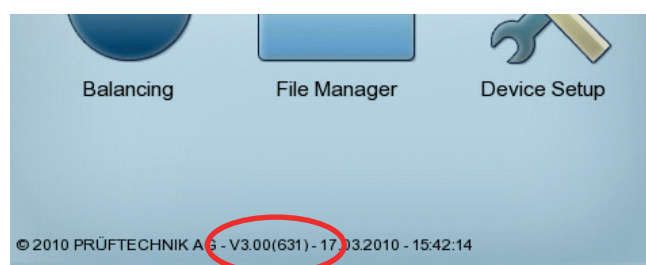 Balancing File Manager Device Setup
© 2010 PRÜFTECHNIK AG - V3.00(631) - 17.03.2010 - 15:42:14